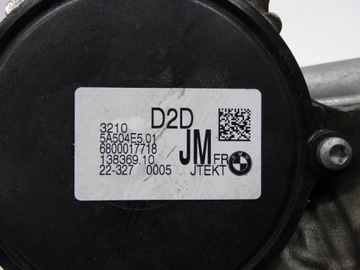 D2D
3210
5A504E5.01
6800017718
138369.10 JM FR
22-327 0005 JTEKT